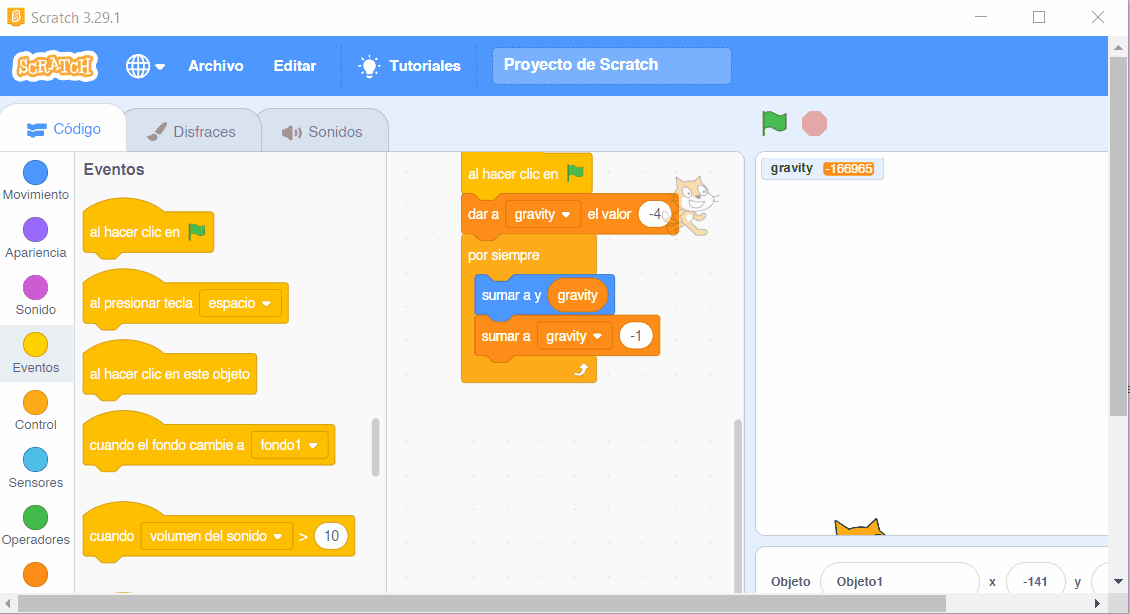 Scratch 3.29.1
SCRATCH
Archivo
Editar
Tutoriales
Proyecto de Scratch
Código
Disfraces
Sonidos
Movimiento
Apariencia
Sonido
Eventos
Control
Sensores
Operadores
Eventos
al hacer clic en
al presionar tecla espacio
al hacer clic en este objeto
cuando el fondo cambie a fondo1
cuando volumen del sonido > 10
al hacer clic en
dar a gravity el valor -4
por siempre
sumar a y gravity
sumar a gravity -1
gravity -166965
Objeto Objeto1 x -141 y